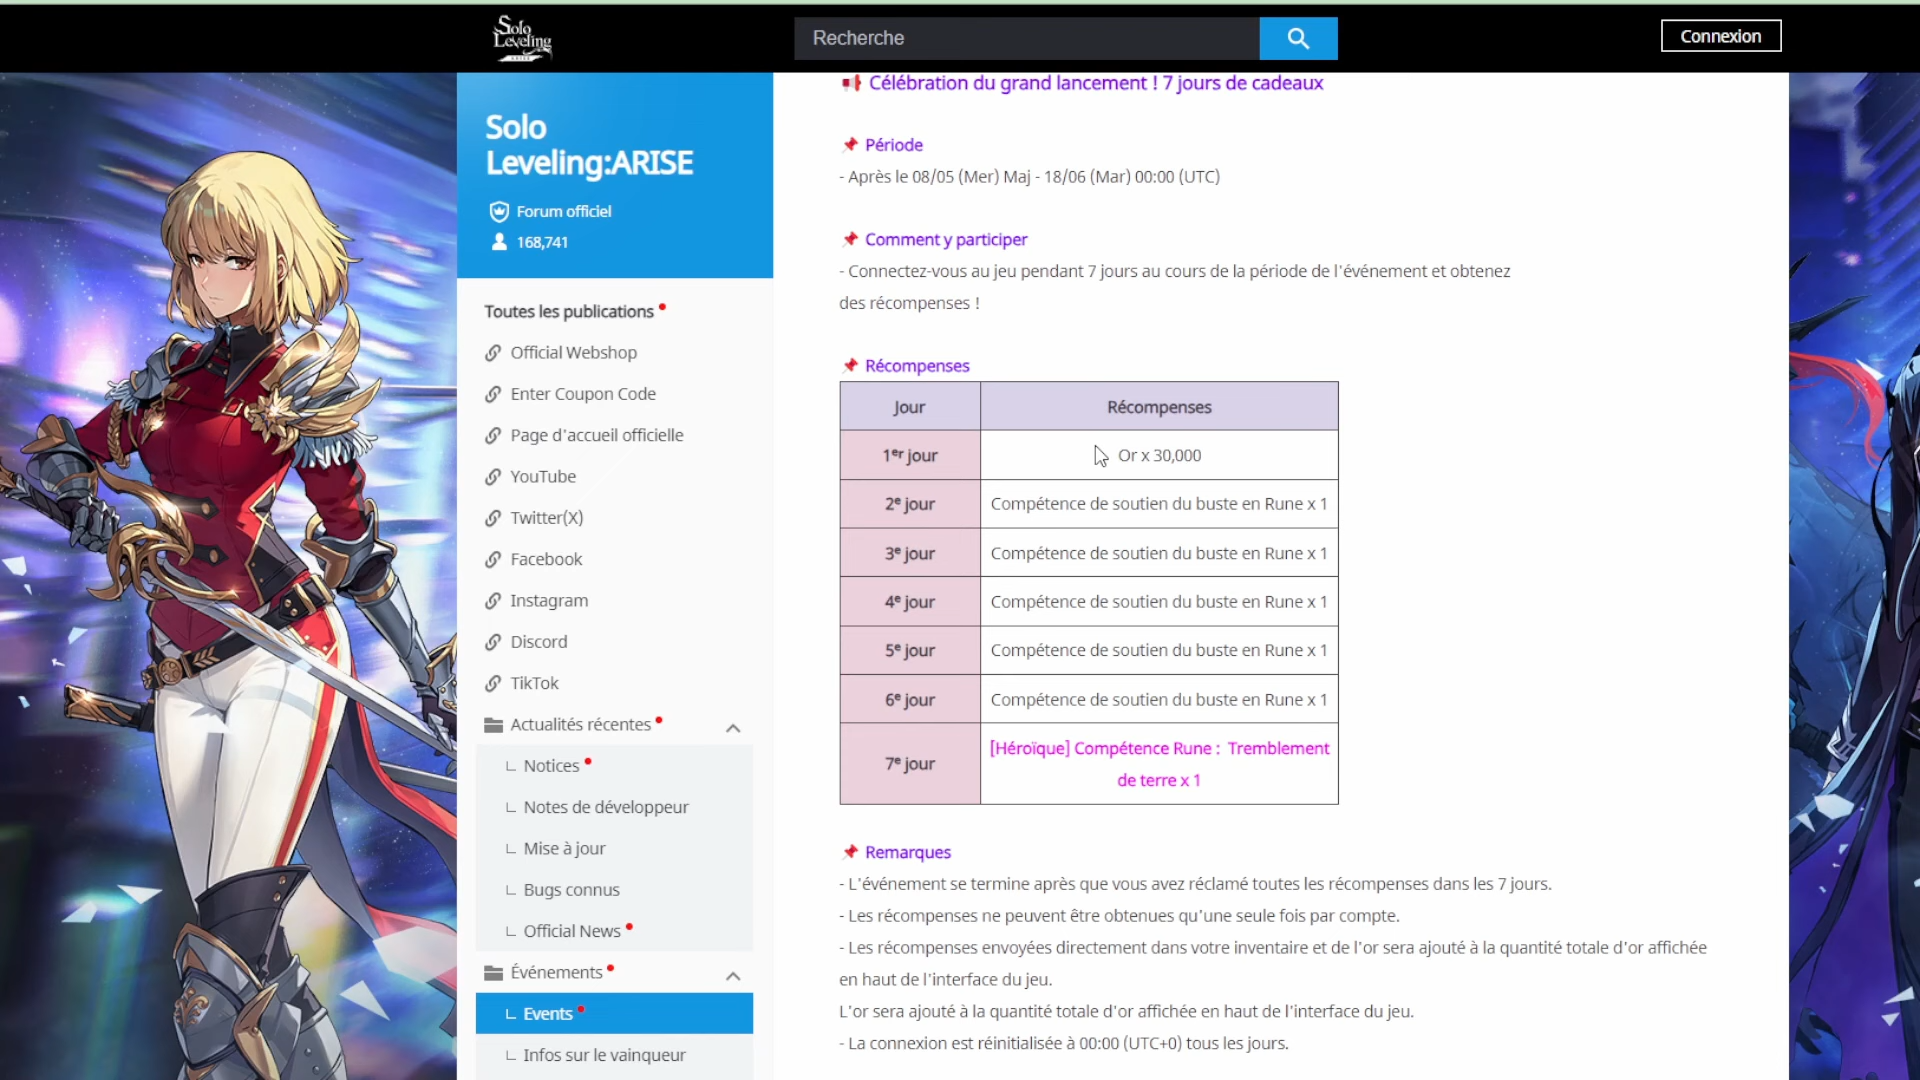 Solo
Leveling
ARISE
Recherche
Connexion
Solo
Leveling:ARISE
Forum officiel
168,741
Toutes les publications
Official Webshop
Enter Coupon Code
Page d'accueil officielle
YouTube
Twitter(X)
Facebook
Instagram
Discord
TikTok
Actualités récentes
Notices
Notes de développeur
Mise à jour
Bugs connus
Official News
Événements
Events
Infos sur le vainqueur
Célébration du grand lancement ! 7 jours de cadeaux
Période
- Après le 08/05 (Mer) Maj - 18/06 (Mar) 00:00 (UTC)
Comment y participer
- Connectez-vous au jeu pendant 7 jours au cours de la période de l'événement et obtenez
des récompenses !
Récompenses
Jour Récompenses
1er jour Or x 30,000
2e jour Compétence de soutien du buste en Rune x 1
3e jour Compétence de soutien du buste en Rune x 1
4e jour Compétence de soutien du buste en Rune x 1
5e jour Compétence de soutien du buste en Rune x 1
6e jour Compétence de soutien du buste en Rune x 1
7e jour [Héroïque] Compétence Rune : Tremblement
de terre x 1
Remarques
- L'événement se termine après que vous avez réclamé toutes les récompenses dans les 7 jours.
- Les récompenses ne peuvent être obtenues qu'une seule fois par compte.
- Les récompenses envoyées directement dans votre inventaire et de l'or sera ajouté à la quantité totale d'or affichée
en haut de l'interface du jeu.
L'or sera ajouté à la quantité totale d'or affichée en haut de l'interface du jeu.
- La connexion est réinitialisée à 00:00 (UTC+0) tous les jours.